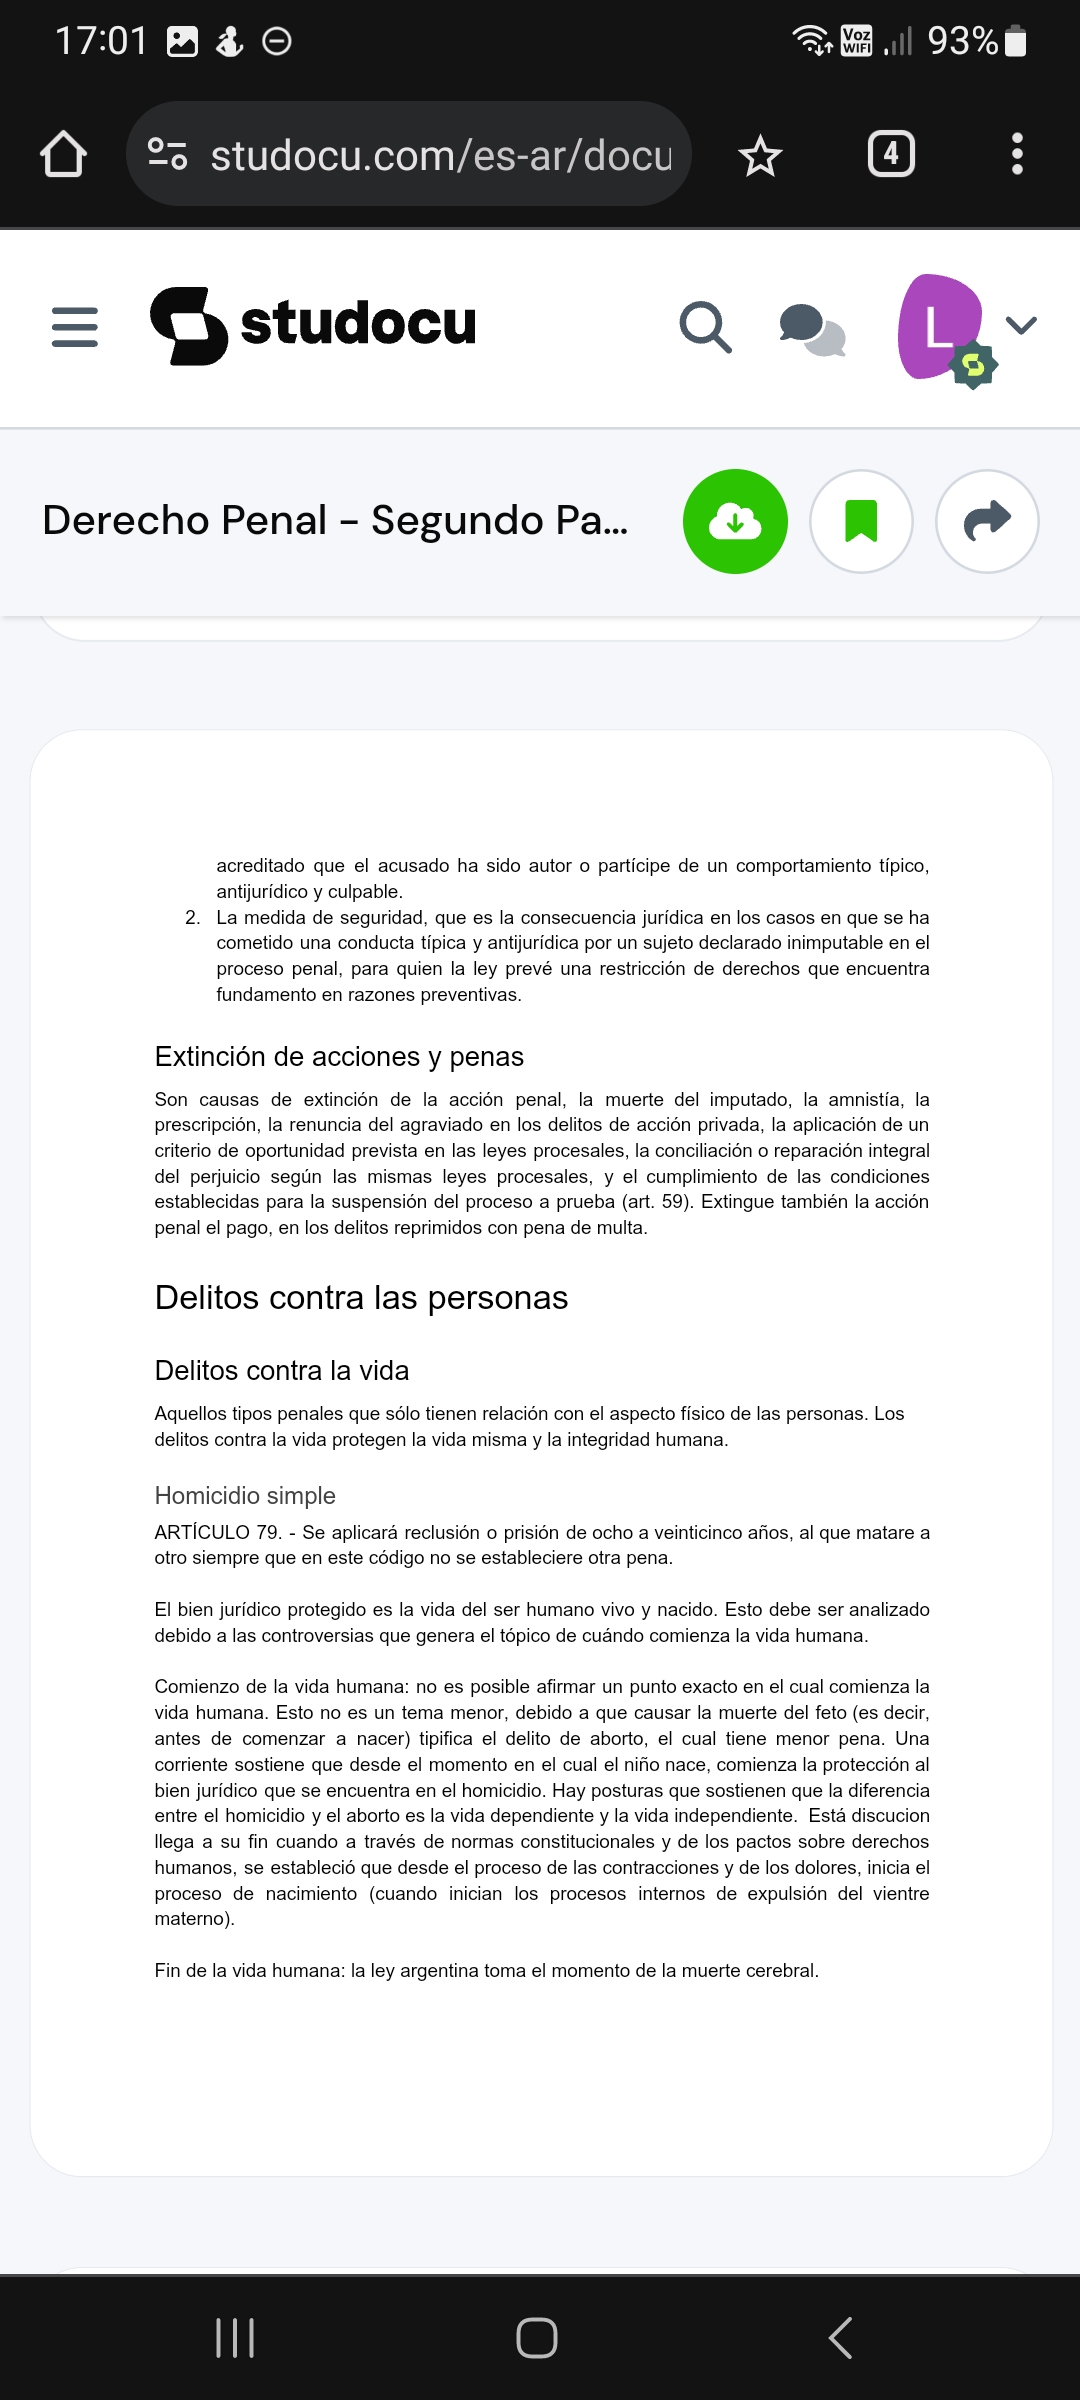 17:01
Voz WIFI
93%
studocu.com/es-ar/docu
4
studocu
L
Derecho Penal – Segundo Pa...
acreditado que el acusado ha sido autor o partícipe de un comportamiento típico,
antijurídico y culpable.
2. La medida de seguridad, que es la consecuencia jurídica en los casos en que se ha
cometido una conducta típica y antijurídica por un sujeto declarado inimputable en el
proceso penal, para quien la ley prevé una restricción de derechos que encuentra
fundamento en razones preventivas.
Extinción de acciones y penas
Son causas de extinción de la acción penal, la muerte del imputado, la amnistía, la
prescripción, la renuncia del agraviado en los delitos de acción privada, la aplicación de un
criterio de oportunidad prevista en las leyes procesales, la conciliación o reparación integral
del perjuicio según las mismas leyes procesales, y el cumplimiento de las condiciones
establecidas para la suspensión del proceso a prueba (art. 59). Extingue también la acción
penal el pago, en los delitos reprimidos con pena de multa.
Delitos contra las personas
Delitos contra la vida
Aquellos tipos penales que sólo tienen relación con el aspecto físico de las personas. Los
delitos contra la vida protegen la vida misma y la integridad humana.
Homicidio simple
ARTÍCULO 79. - Se aplicará reclusión o prisión de ocho a veinticinco años, al que matare a
otro siempre que en este código no se estableciere otra pena.
El bien jurídico protegido es la vida del ser humano vivo y nacido. Esto debe ser analizado
debido a las controversias que genera el tópico de cuándo comienza la vida humana.
Comienzo de la vida humana: no es posible afirmar un punto exacto en el cual comienza la
vida humana. Esto no es un tema menor, debido a que causar la muerte del feto (es decir,
antes de comenzar a nacer) tipifica el delito de aborto, el cual tiene menor pena. Una
corriente sostiene que desde el momento en el cual el niño nace, comienza la protección al
bien jurídico que se encuentra en el homicidio. Hay posturas que sostienen que la diferencia
entre el homicidio y el aborto es la vida dependiente y la vida independiente. Está discucion
llega a su fin cuando a través de normas constitucionales y de los pactos sobre derechos
humanos, se estableció que desde el proceso de las contracciones y de los dolores, inicia el
proceso de nacimiento (cuando inician los procesos internos de expulsión del vientre
materno).
Fin de la vida humana: la ley argentina toma el momento de la muerte cerebral.